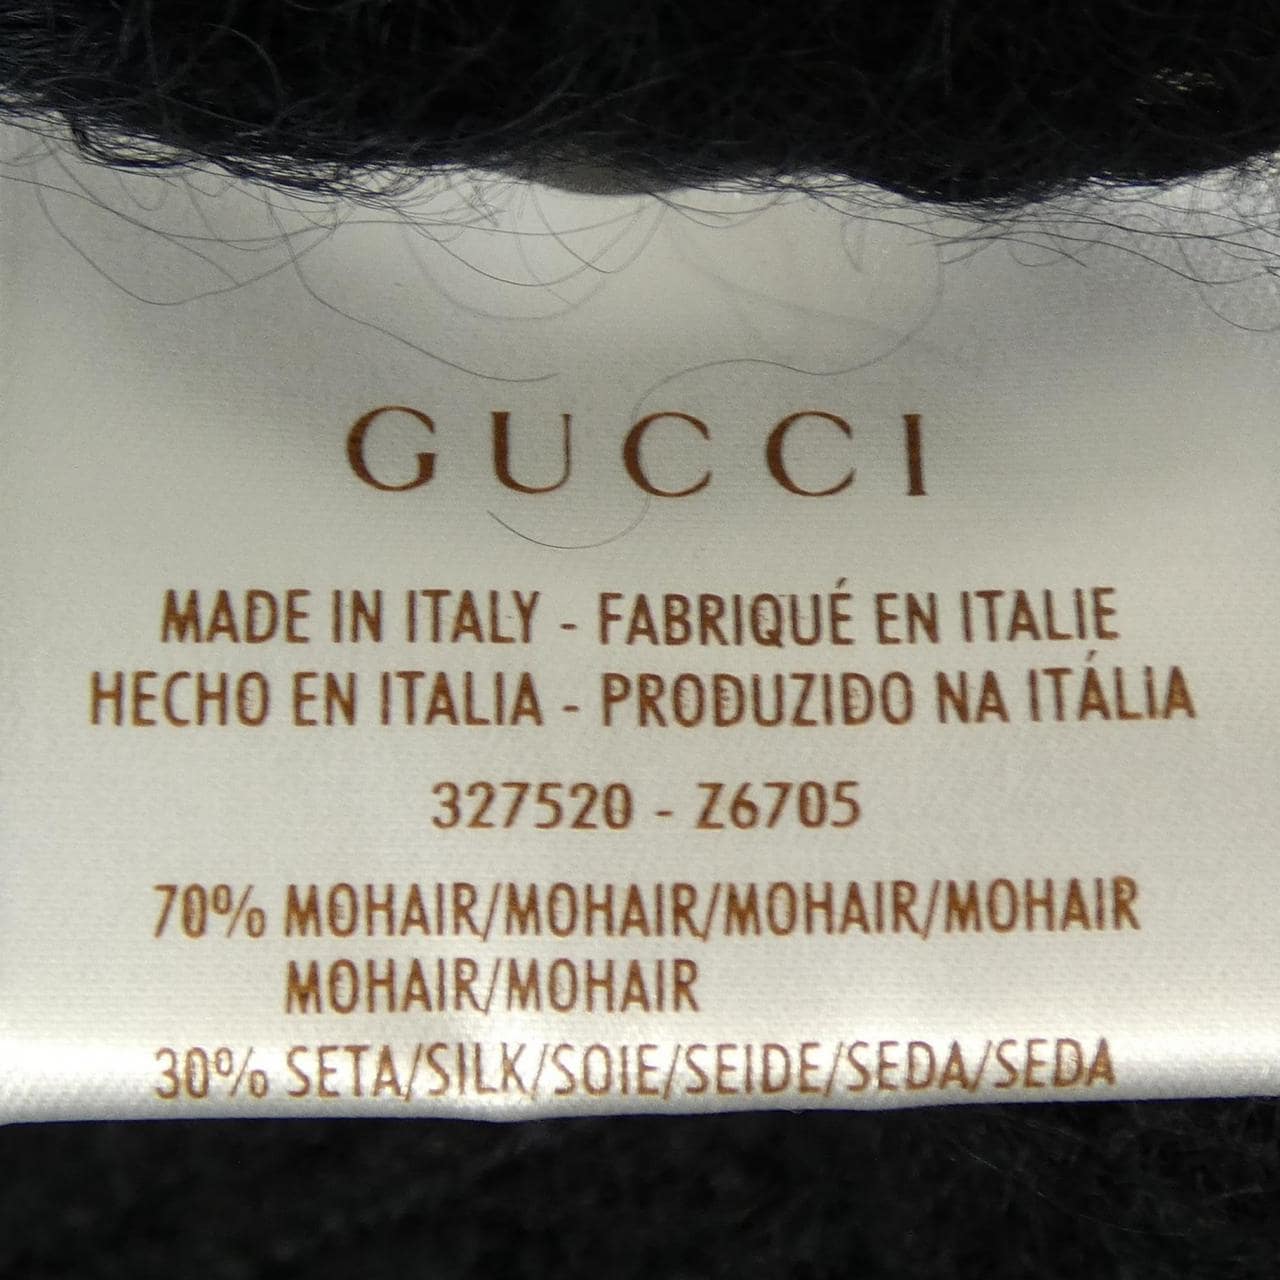 GUCCI
MADE IN ITALY - FABRIQUÉ EN ITALIE
HECHO EN ITALIA - PRODUZIDO NA ITÁLIA
327520 - Z6705
70% MOHAIR/MOHAIR/MOHAIR/MOHAIR
MOHAIR/MOHAIR
30% SETA/SILK/SOIE/SEIDE/SEDA/SEDA